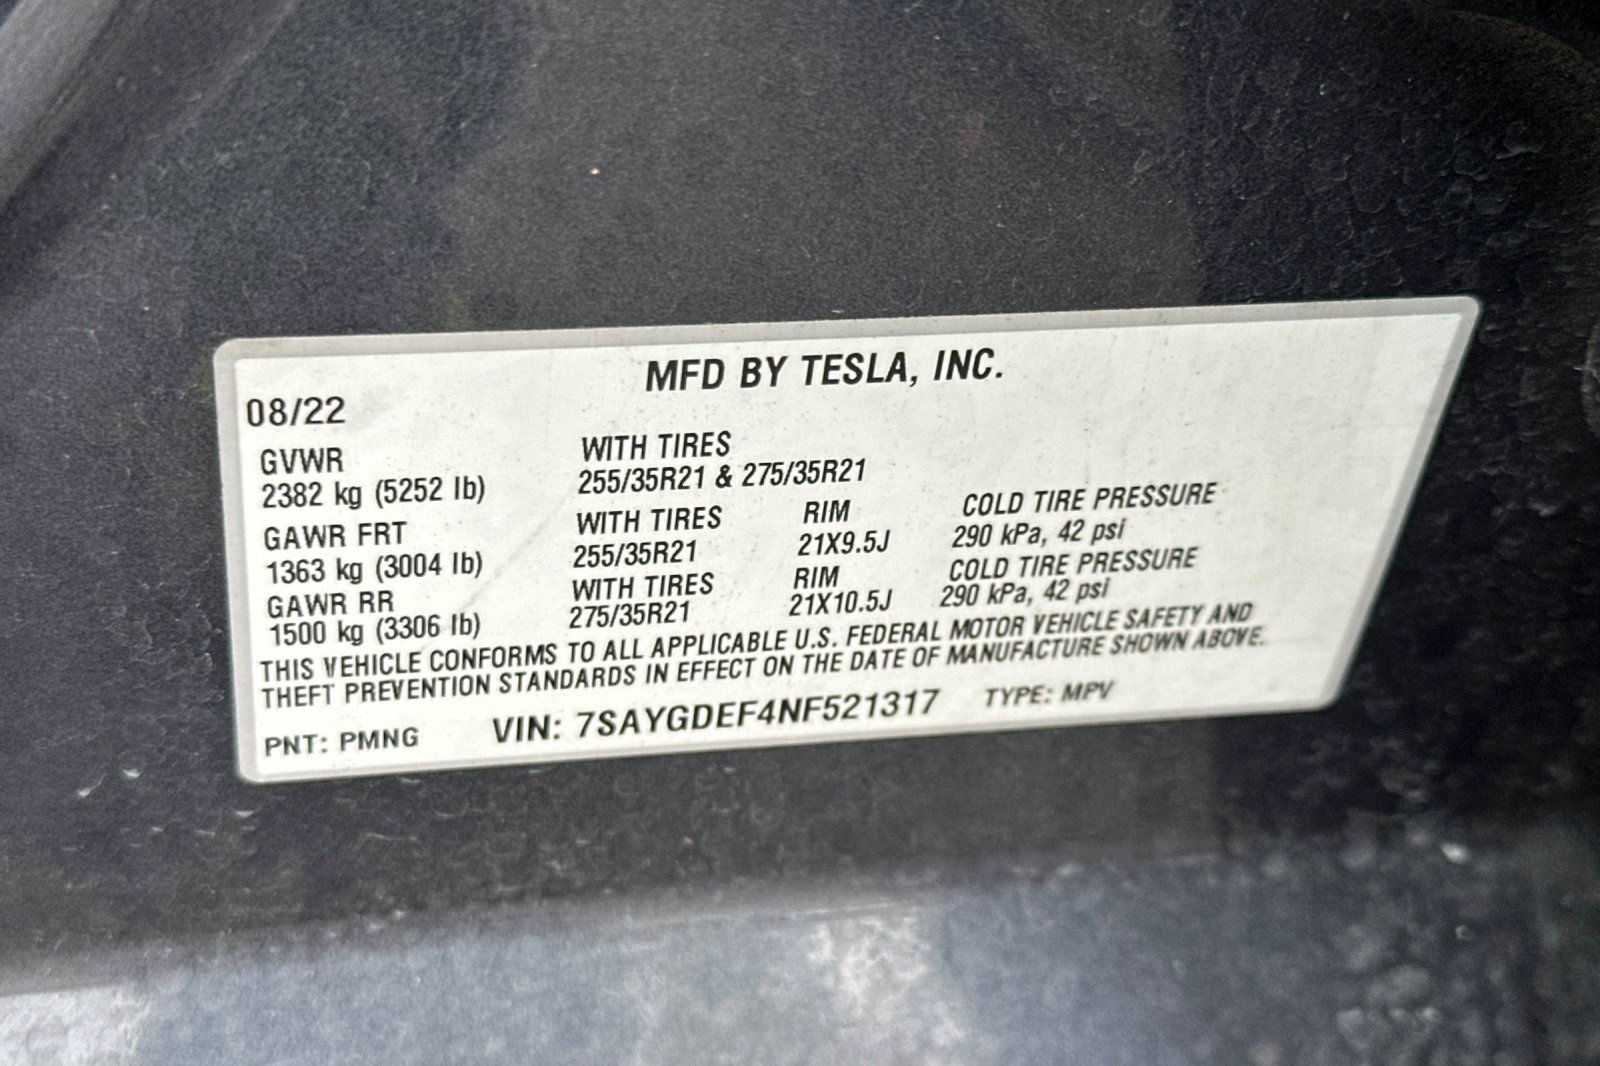 MFD BY TESLA, INC.
08/22
GVWR WITH TIRES
2382 kg (5252 lb) 255/35R21 & 275/35R21
GAWR FRT WITH TIRES RIM COLD TIRE PRESSURE
1363 kg (3004 lb) 255/35R21 21X9.5J 290 kPa, 42 psi
GAWR RR WITH TIRES RIM COLD TIRE PRESSURE
1500 kg (3306 lb) 275/35R21 21X10.5J 290 kPa, 42 psi
THIS VEHICLE CONFORMS TO ALL APPLICABLE U.S. FEDERAL MOTOR VEHICLE SAFETY AND
THEFT PREVENTION STANDARDS IN EFFECT ON THE DATE OF MANUFACTURE SHOWN ABOVE.
PNT: PMNG VIN: 7SAYGDEF4NF521317 TYPE: MPV